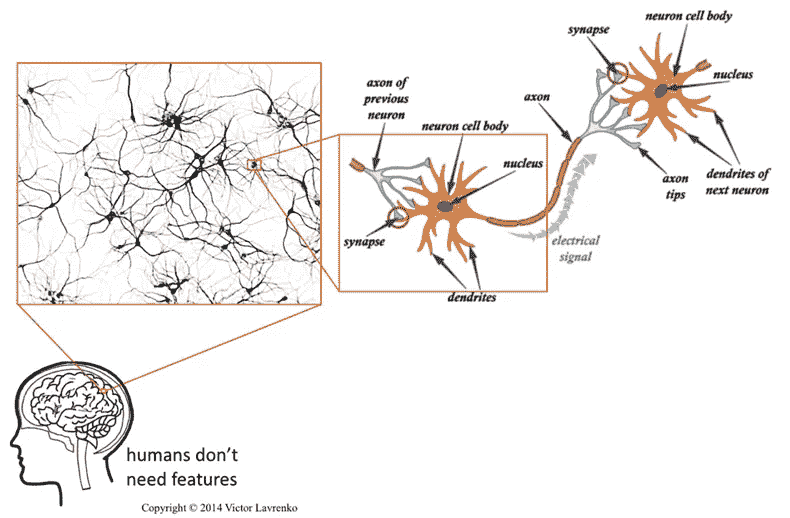 neuron cell body
synapse
nucleus
axon of
previous
neuron
axon
neuron cell body
nucleus
dendrites of
next neuron
axon
tips
synapse
electrical
signal
dendrites
humans don't
need features
Copyright © 2014 Victor Lavrenko